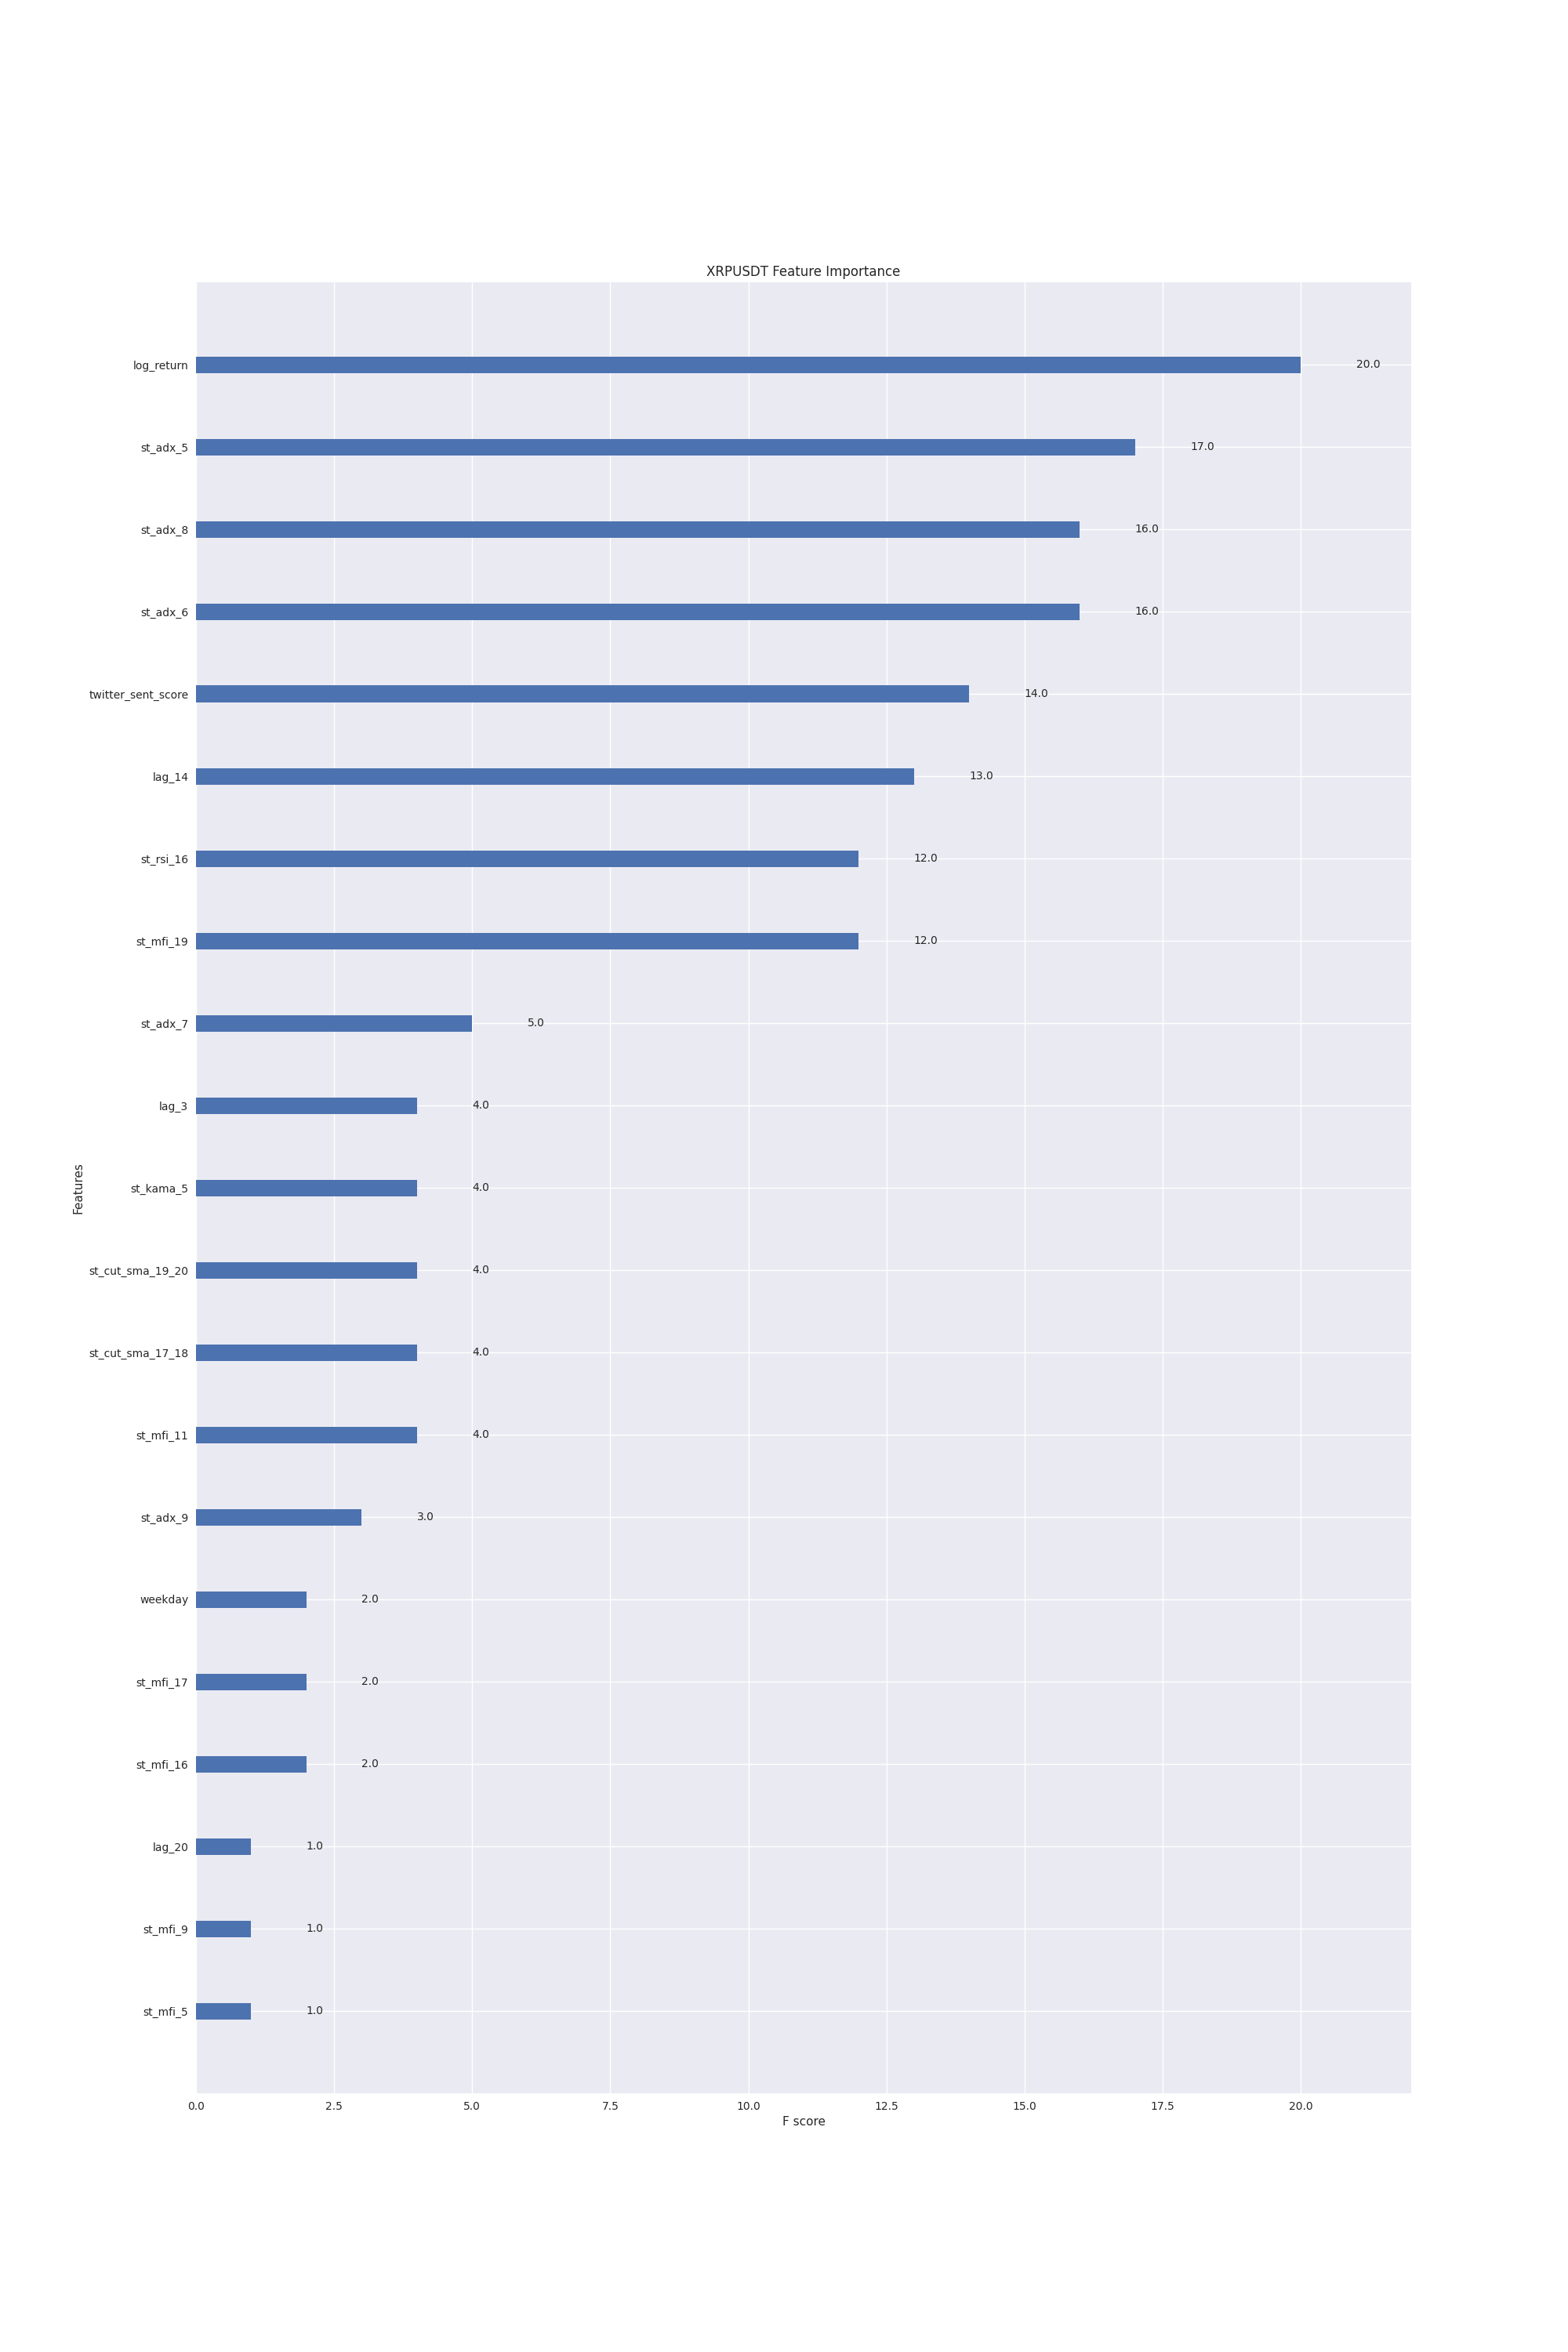 XRPUSDT Feature Importance
log_return 20.0
st_adx_5 17.0
st_adx_8 16.0
st_adx_6 16.0
twitter_sent_score 14.0
lag_14 13.0
st_rsi_16 12.0
st_mfi_19 12.0
st_adx_7 5.0
lag_3 4.0
st_kama_5 4.0
Features
st_cut_sma_19_20 4.0
st_cut_sma_17_18 4.0
st_mfi_11 4.0
st_adx_9 3.0
weekday 2.0
st_mfi_17 2.0
st_mfi_16 2.0
lag_20 1.0
st_mfi_9 1.0
st_mfi_5 1.0
0.0 2.5 5.0 7.5 10.0 12.5 15.0 17.5 20.0
F score